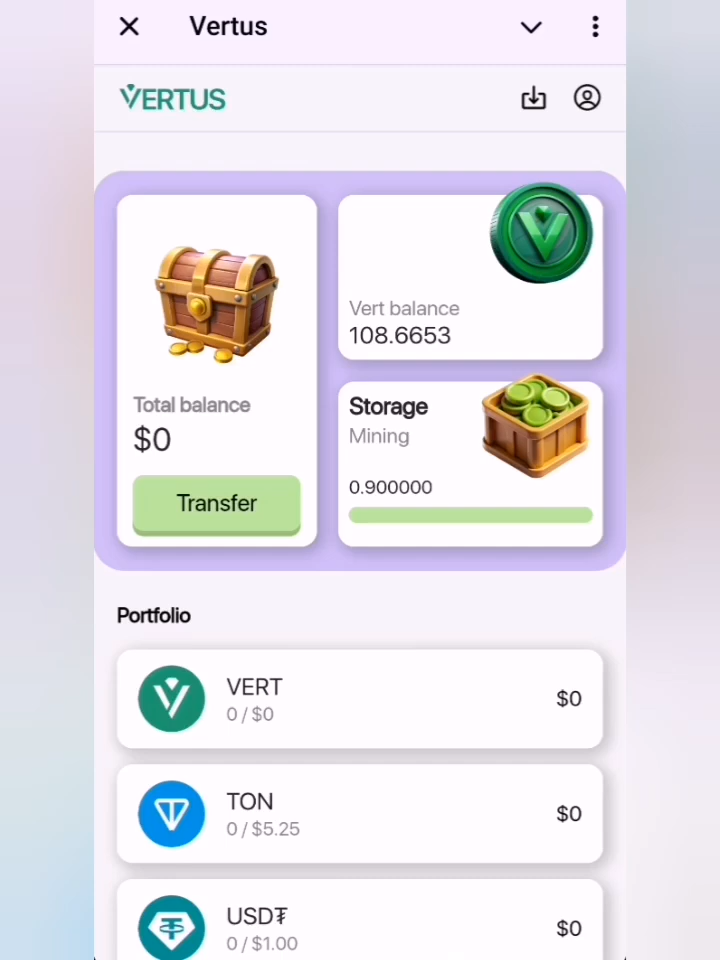 Vertus
VERTUS
Total balance
$0
Transfer
Vert balance
108.6653
Storage
Mining
0.900000
Portfolio
VERT
0 / $0
$0
TON
0 / $5.25
$0
USD₮
0 / $1.00
$0